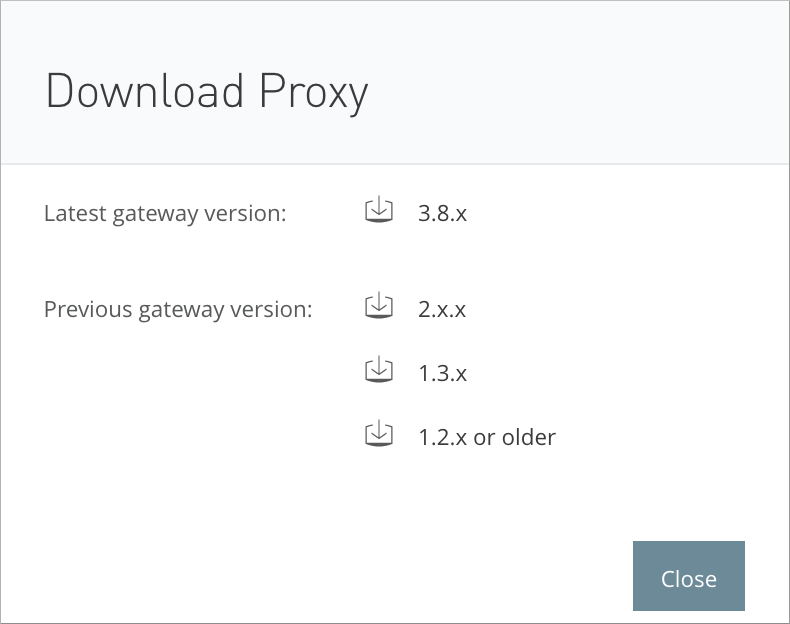 Download Proxy
Latest gateway version: 3.8.x
Previous gateway version: 2.x.x
1.3.x
1.2.x or older
Close